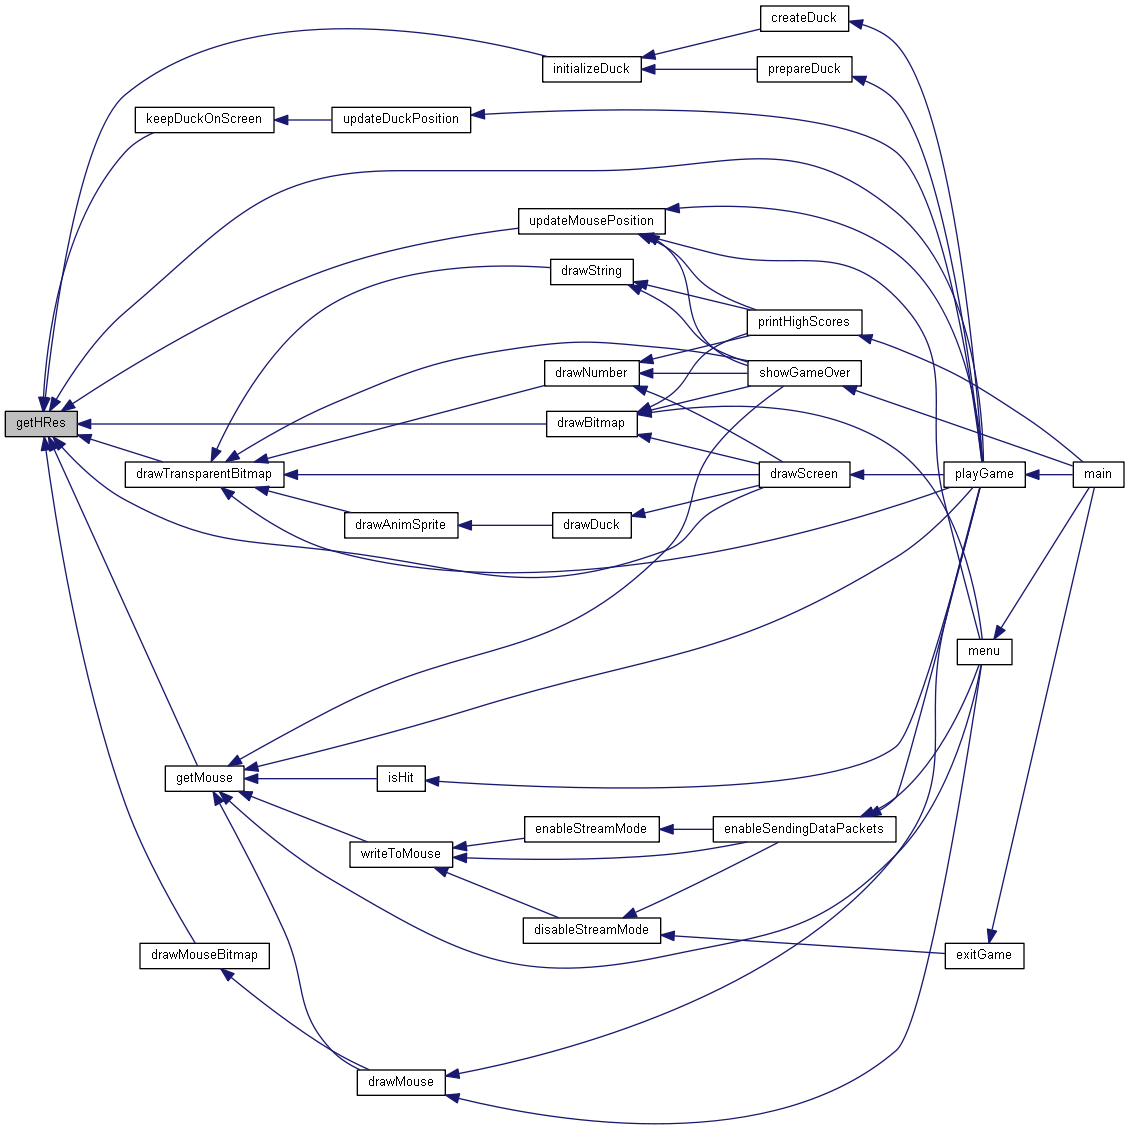 createDuck
initializeDuck
prepareDuck
keepDuckOnScreen
updateDuckPosition
updateMousePosition
drawString
printHighScores
drawNumber
showGameOver
getHRes
drawBitmap
drawTransparentBitmap
drawScreen
playGame
main
drawAnimSprite
drawDuck
menu
getMouse
isHit
enableStreamMode
enableSendingDataPackets
writeToMouse
disableStreamMode
drawMouseBitmap
exitGame
drawMouse